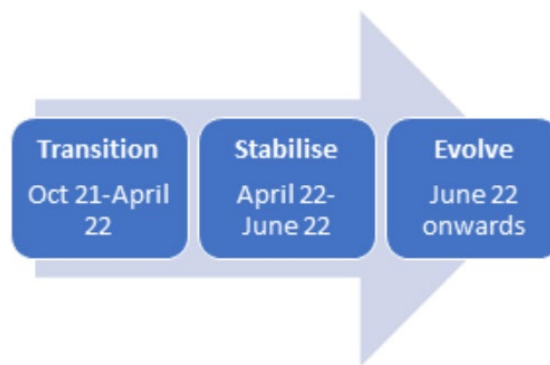 Transition
Oct 21-April
22
Stabilise
April 22-
June 22
Evolve
June 22
onwards